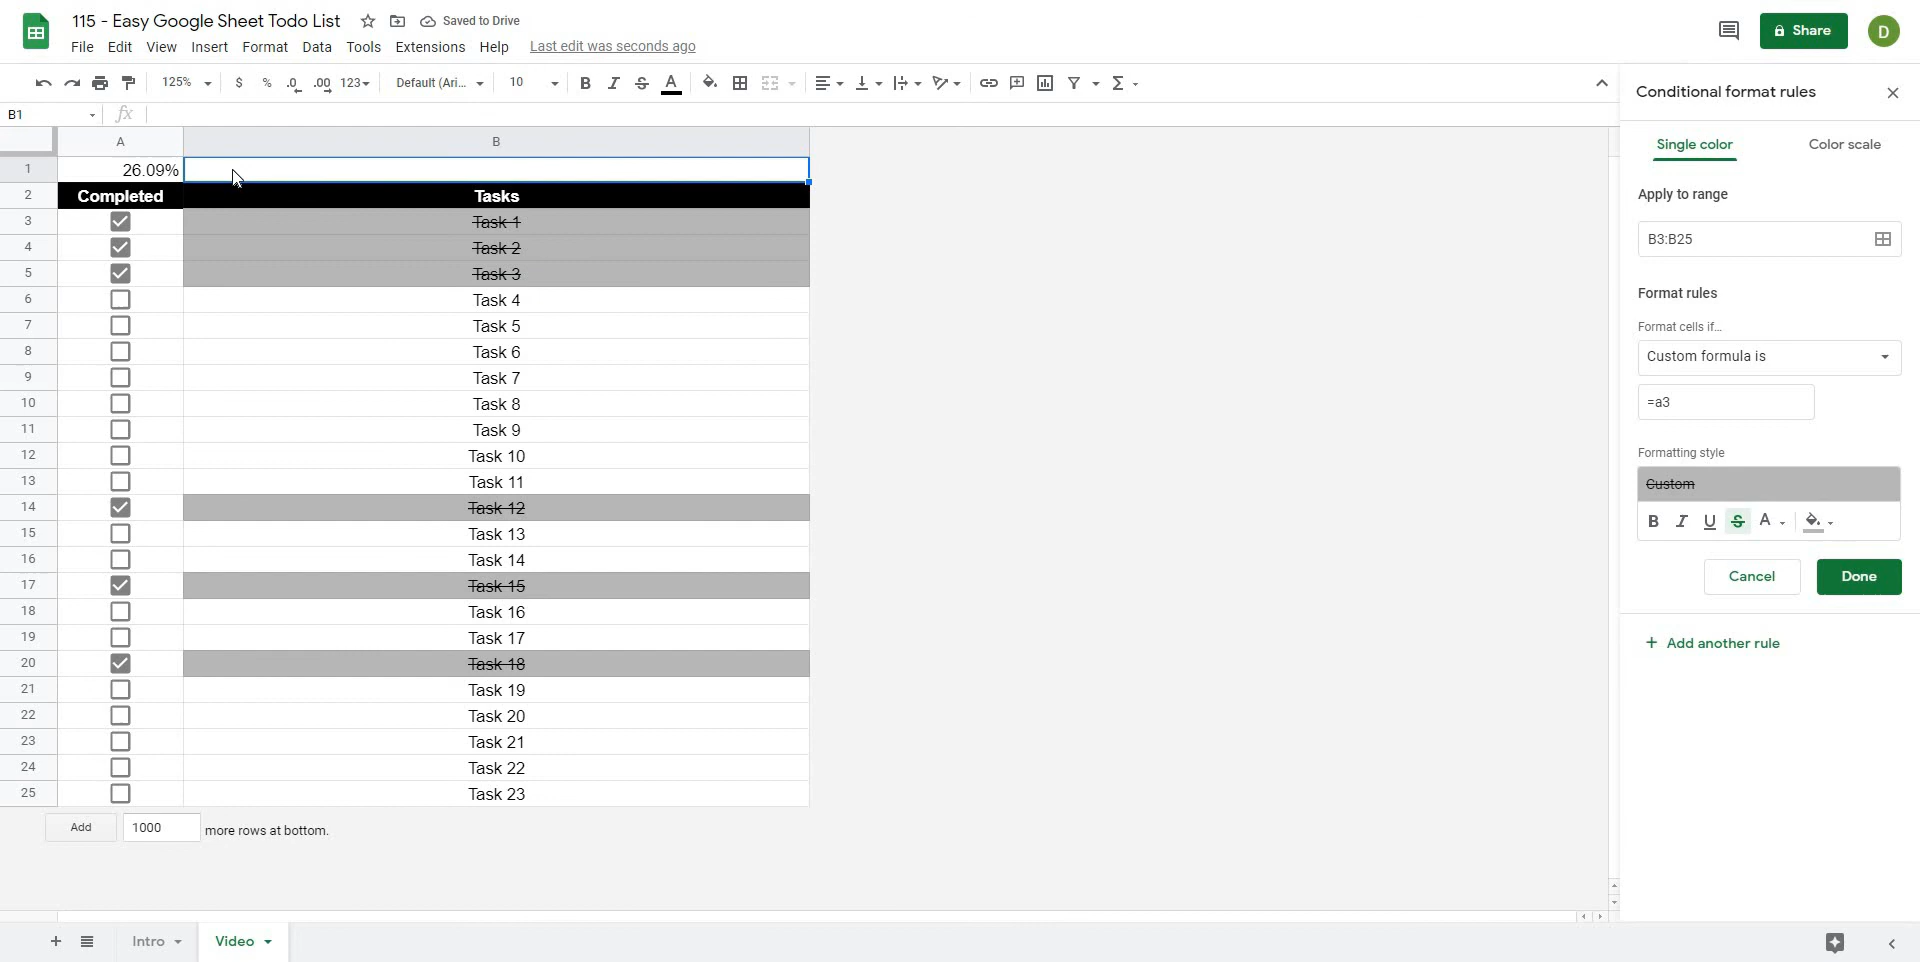 115 - Easy Google Sheet Todo List
Saved to Drive
File Edit View Insert Format Data Tools Extensions Help Last edit was seconds ago
Share
D
125% $ % .0 .00 123 Default (Ari... 10 B I S A
B1 fx
A B
1 26.09%
2 Completed Tasks
3 Task 1
4 Task 2
5 Task 3
6 Task 4
7 Task 5
8 Task 6
9 Task 7
10 Task 8
11 Task 9
12 Task 10
13 Task 11
14 Task 12
15 Task 13
16 Task 14
17 Task 15
18 Task 16
19 Task 17
20 Task 18
21 Task 19
22 Task 20
23 Task 21
24 Task 22
25 Task 23
Add 1000 more rows at bottom.
Intro Video
Conditional format rules
Single color Color scale
Apply to range
B3:B25
Format rules
Format cells if...
Custom formula is
=a3
Formatting style
Custom
B I U S A
Cancel Done
+ Add another rule